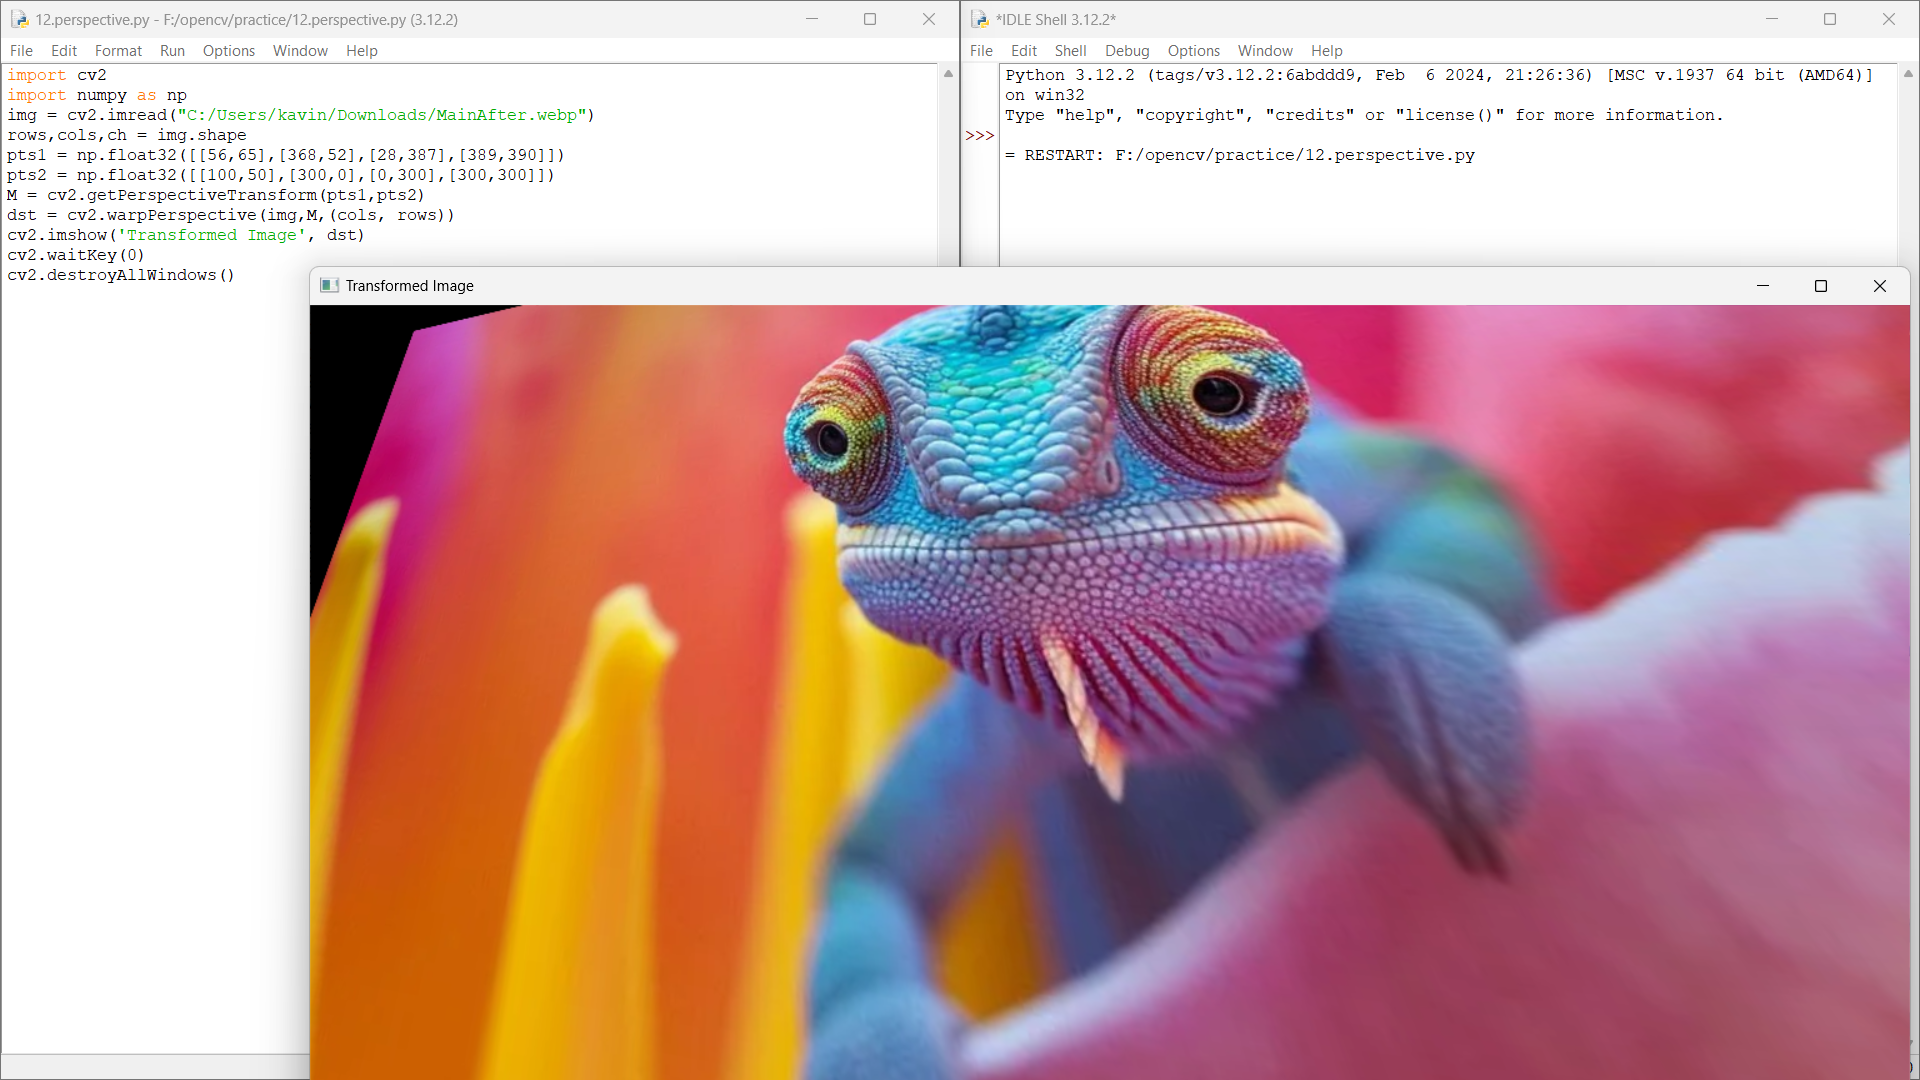 12.perspective.py - F:/opencv/practice/12.perspective.py (3.12.2)
File Edit Format Run Options Window Help
import cv2
import numpy as np
img = cv2.imread("C:/Users/kavin/Downloads/MainAfter.webp")
rows,cols,ch = img.shape
pts1 = np.float32([[56,65],[368,52],[28,387],[389,390]])
pts2 = np.float32([[100,50],[300,0],[0,300],[300,300]])
M = cv2.getPerspectiveTransform(pts1,pts2)
dst = cv2.warpPerspective(img,M,(cols, rows))
cv2.imshow('Transformed Image', dst)
cv2.waitKey(0)
cv2.destroyAllWindows()
*IDLE Shell 3.12.2*
File Edit Shell Debug Options Window Help
Python 3.12.2 (tags/v3.12.2:6abddd9, Feb  6 2024, 21:26:36) [MSC v.1937 64 bit (AMD64)]
on win32
Type "help", "copyright", "credits" or "license()" for more information.
>>>
= RESTART: F:/opencv/practice/12.perspective.py
Transformed Image